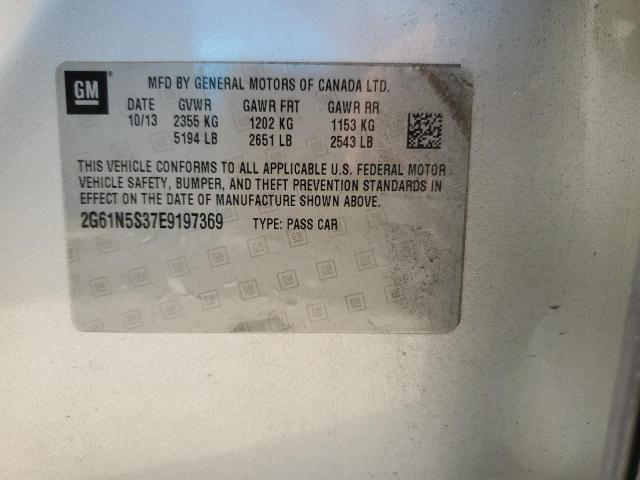 GM
MFD BY GENERAL MOTORS OF CANADA LTD.
DATE GVWR GAWR FRT GAWR RR
10/13 2355 KG 1202 KG 1153 KG
5194 LB 2651 LB 2543 LB
THIS VEHICLE CONFORMS TO ALL APPLICABLE U.S. FEDERAL MOTOR
VEHICLE SAFETY, BUMPER, AND THEFT PREVENTION STANDARDS IN
EFFECT ON THE DATE OF MANUFACTURE SHOWN ABOVE.
2G61N5S37E9197369 TYPE: PASS CAR